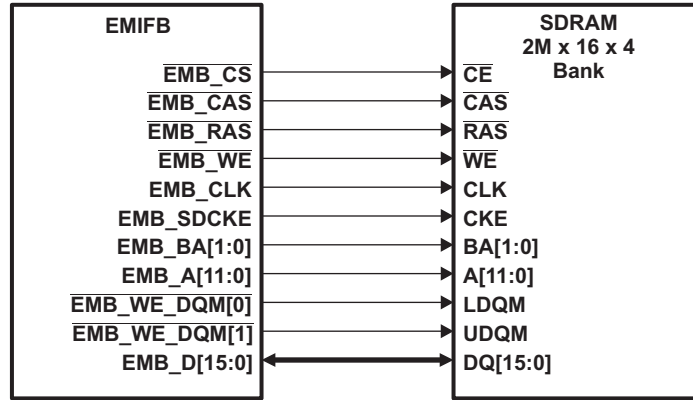 EMIFB
EMB_CS
EMB_CAS
EMB_RAS
EMB_WE
EMB_CLK
EMB_SDCKE
EMB_BA[1:0]
EMB_A[11:0]
EMB_WE_DQM[0]
EMB_WE_DQM[1]
EMB_D[15:0]
SDRAM
2M x 16 x 4
Bank
CE
CAS
RAS
WE
CLK
CKE
BA[1:0]
A[11:0]
LDQM
UDQM
DQ[15:0]